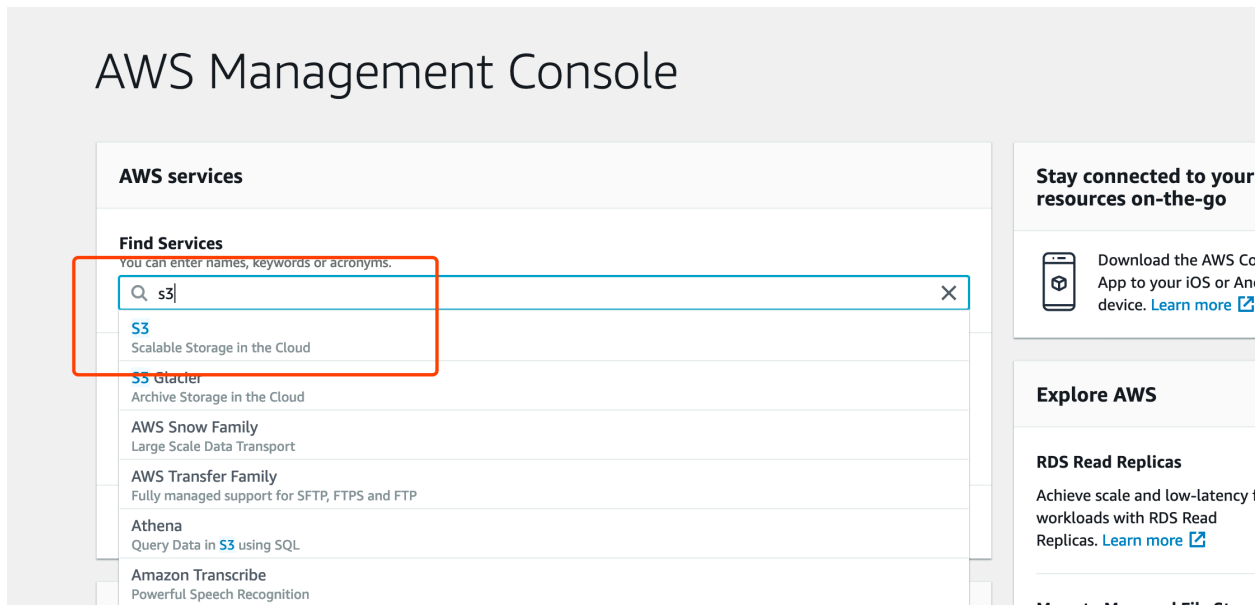 AWS Management Console
AWS services
Find Services
You can enter names, keywords or acronyms.
s3
S3
Scalable Storage in the Cloud
S3 Glacier
Archive Storage in the Cloud
AWS Snow Family
Large Scale Data Transport
AWS Transfer Family
Fully managed support for SFTP, FTPS and FTP
Athena
Query Data in S3 using SQL
Amazon Transcribe
Powerful Speech Recognition
Stay connected to your
resources on-the-go
Download the AWS
App to your iOS or
device. Learn more
Explore AWS
RDS Read Replicas
Achieve scale and low-latency
workloads with RDS Read
Replicas. Learn more